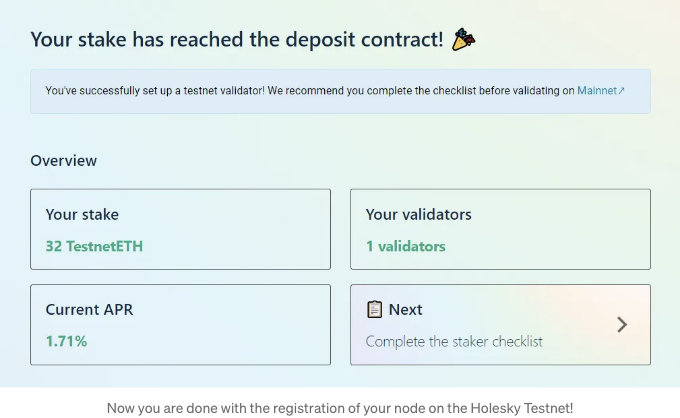 Your stake has reached the deposit contract! 🎉
You've successfully set up a testnet validator! We recommend you complete the checklist before validating on Mainnet↗
Overview
Your stake
32 TestnetETH
Your validators
1 validators
Current APR
1.71%
📋 Next
Complete the staker checklist
Now you are done with the registration of your node on the Holesky Testnet!